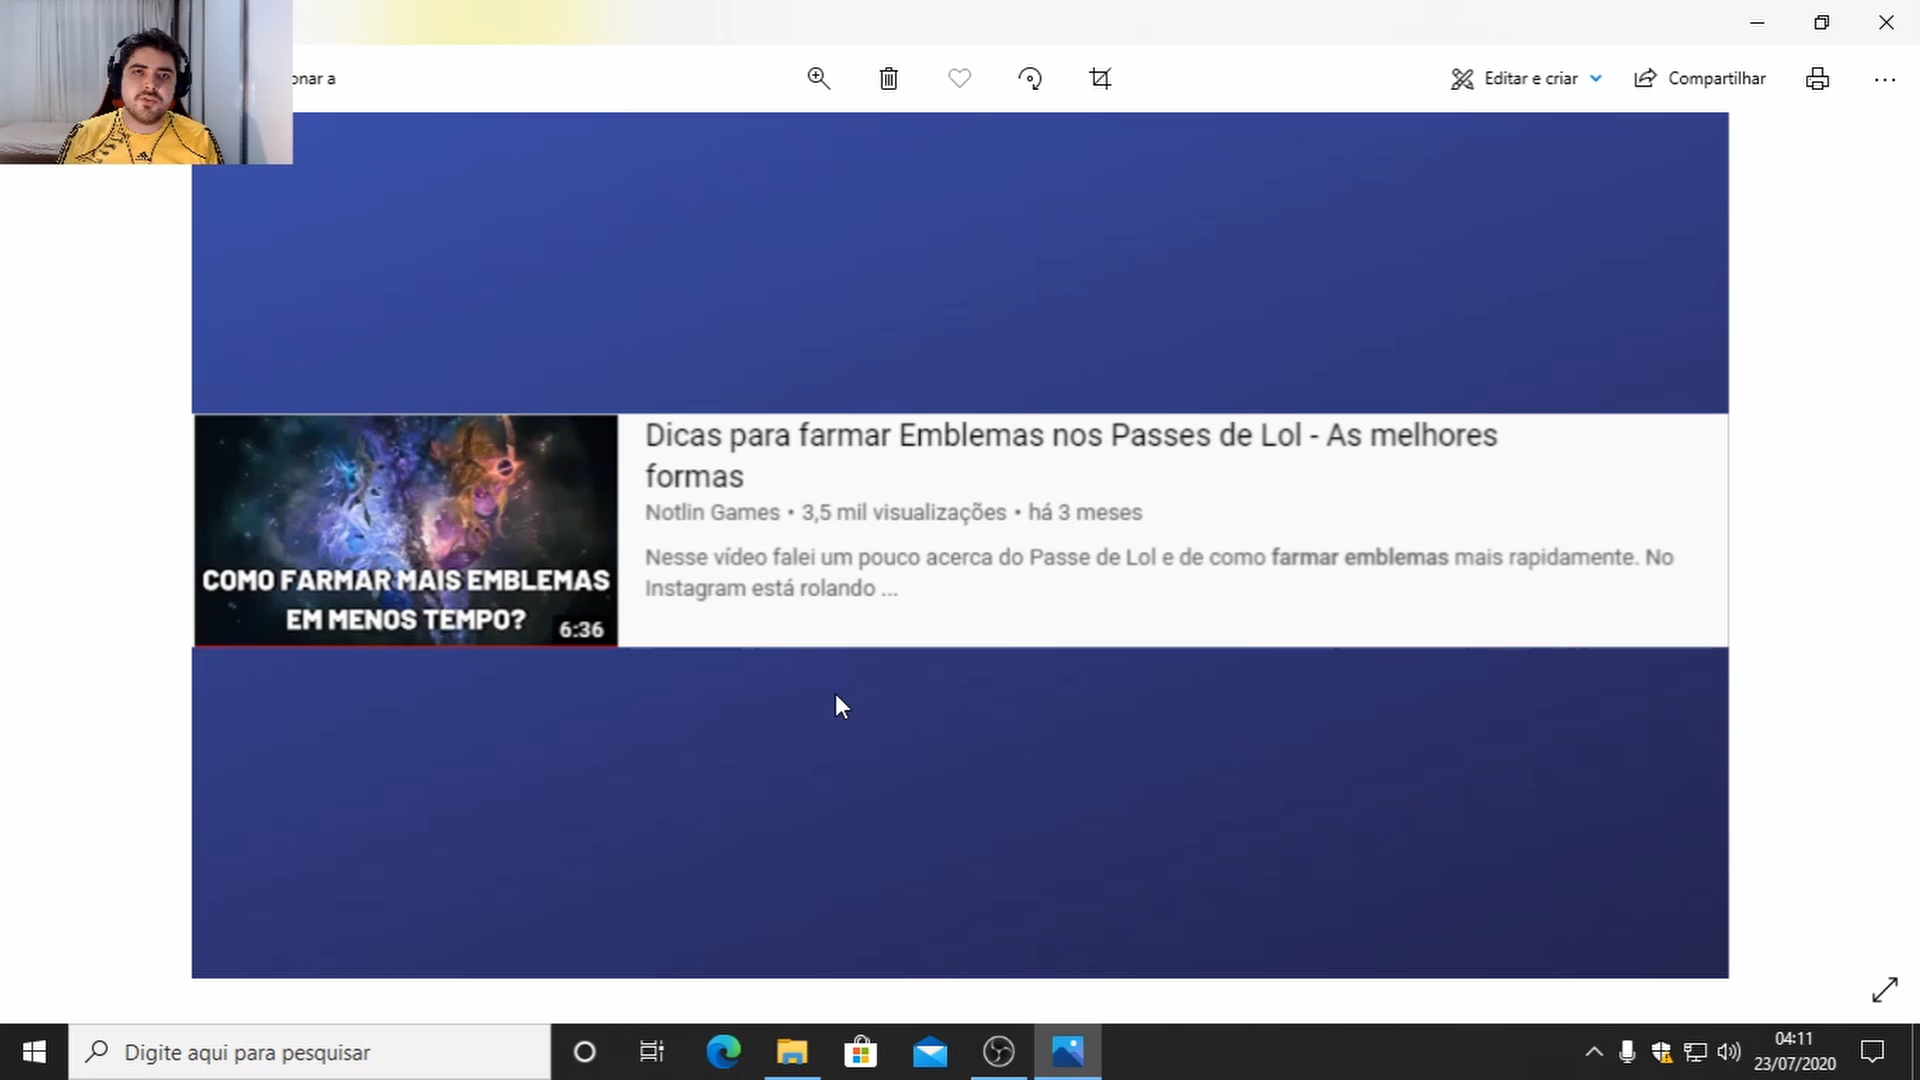 onar a
Editar e criar
Compartilhar
Dicas para farmar Emblemas nos Passes de Lol - As melhores
formas
Notlin Games • 3,5 mil visualizações • há 3 meses
Nesse vídeo falei um pouco acerca do Passe de Lol e de como farmar emblemas mais rapidamente. No
Instagram está rolando ...
COMO FARMAR MAIS EMBLEMAS
EM MENOS TEMPO?
6:36
Digite aqui para pesquisar
04:11
23/07/2020